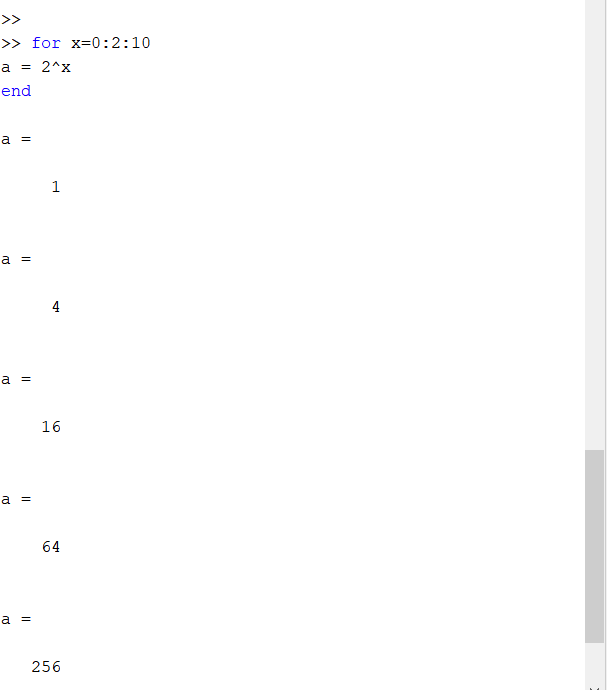 >>
>> for x=0:2:10
a = 2^x
end
a =
1
a =
4
a =
16
a =
64
a =
256